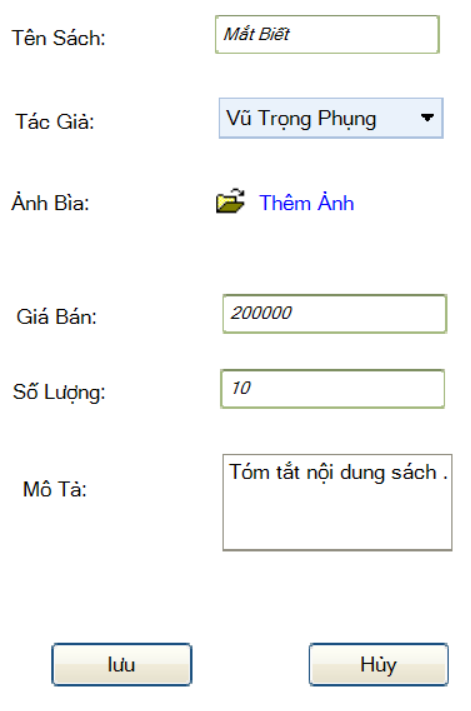 Tên Sách: Mắt Biết
Tác Giả: Vũ Trọng Phụng
Ảnh Bìa: Thêm Ảnh
Giá Bán: 200000
Số Lượng: 10
Mô Tả: Tóm tắt nội dung sách .
lưu Hủy